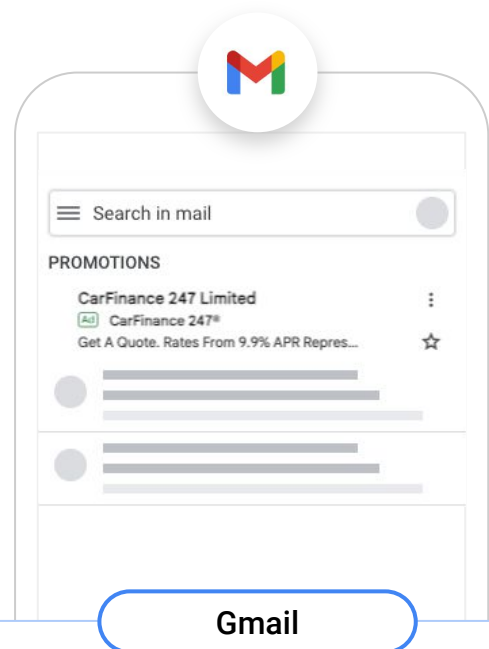 Search in mail
PROMOTIONS
CarFinance 247 Limited
Ad CarFinance 247®
Get A Quote. Rates From 9.9% APR Repres...
Gmail